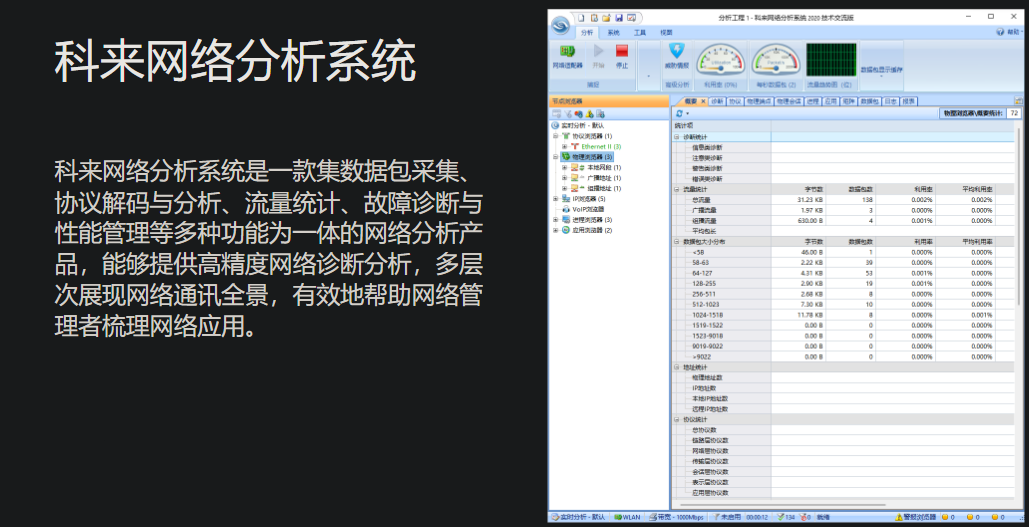 科来网络分析系统
科来网络分析系统是一款集数据包采集、
协议解码与分析、流量统计、故障诊断与
性能管理等多种功能为一体的网络分析产
品，能够提供高精度网络诊断分析，多层
次展现网络通讯全景，有效地帮助网络管
理者梳理网络应用。
分析工程 1 - 科来网络分析系统 2020 技术交流版
分析 系统 工具 视图 帮助
网络适配器 开始 停止
捕获
利用率 (%) 每秒数据包 (2) 流量趋势图 (位)
数据包显示缓存
节点浏览器
实时分析 - 默认
协议浏览器 (1)
Ethernet II (3)
物理浏览器 (3)
本地网段 (1)
广播地址 (1)
组播地址 (1)
IP浏览器 (5)
VoIP浏览器
进程浏览器 (3)
应用浏览器 (2)
概要 诊断 协议 物理端点 物理会话 进程 应用 矩阵 数据包 日志 报表
物理浏览器\概要统计: 72
统计项
诊断统计
信息类诊断
注意类诊断
警告类诊断
错误类诊断
流量统计 字节数 数据包数 利用率 平均利用率
总流量 31.23 KB 138 0.002% 0.002%
广播流量 1.97 KB 3 0.000% 0.000%
组播流量 630.00 B 4 0.001% 0.000%
平均包长
数据包大小分布 字节数 数据包数 利用率 平均利用率
<58 46.00 B 1 0.000% 0.000%
58-63 2.22 KB 39 0.000% 0.000%
64-127 4.31 KB 53 0.001% 0.000%
128-255 2.90 KB 19 0.001% 0.000%
256-511 2.68 KB 8 0.000% 0.000%
512-1023 7.30 KB 10 0.000% 0.000%
1024-1518 11.78 KB 8 0.000% 0.001%
1519-1522 0.00 B 0 0.000% 0.000%
1523-9018 0.00 B 0 0.000% 0.000%
9019-9022 0.00 B 0 0.000% 0.000%
>9022 0.00 B 0 0.000% 0.000%
地址统计
物理地址数
IP地址数
本地IP地址数
远程IP地址数
协议统计
总协议数
链路层协议数
网络层协议数
传输层协议数
会话层协议数
表示层协议数
应用层协议数
实时分析 - 默认 WLAN 带宽 - 1000Mbps 未启用 00:00:12 134 0 就绪 警报浏览器 0 0 0